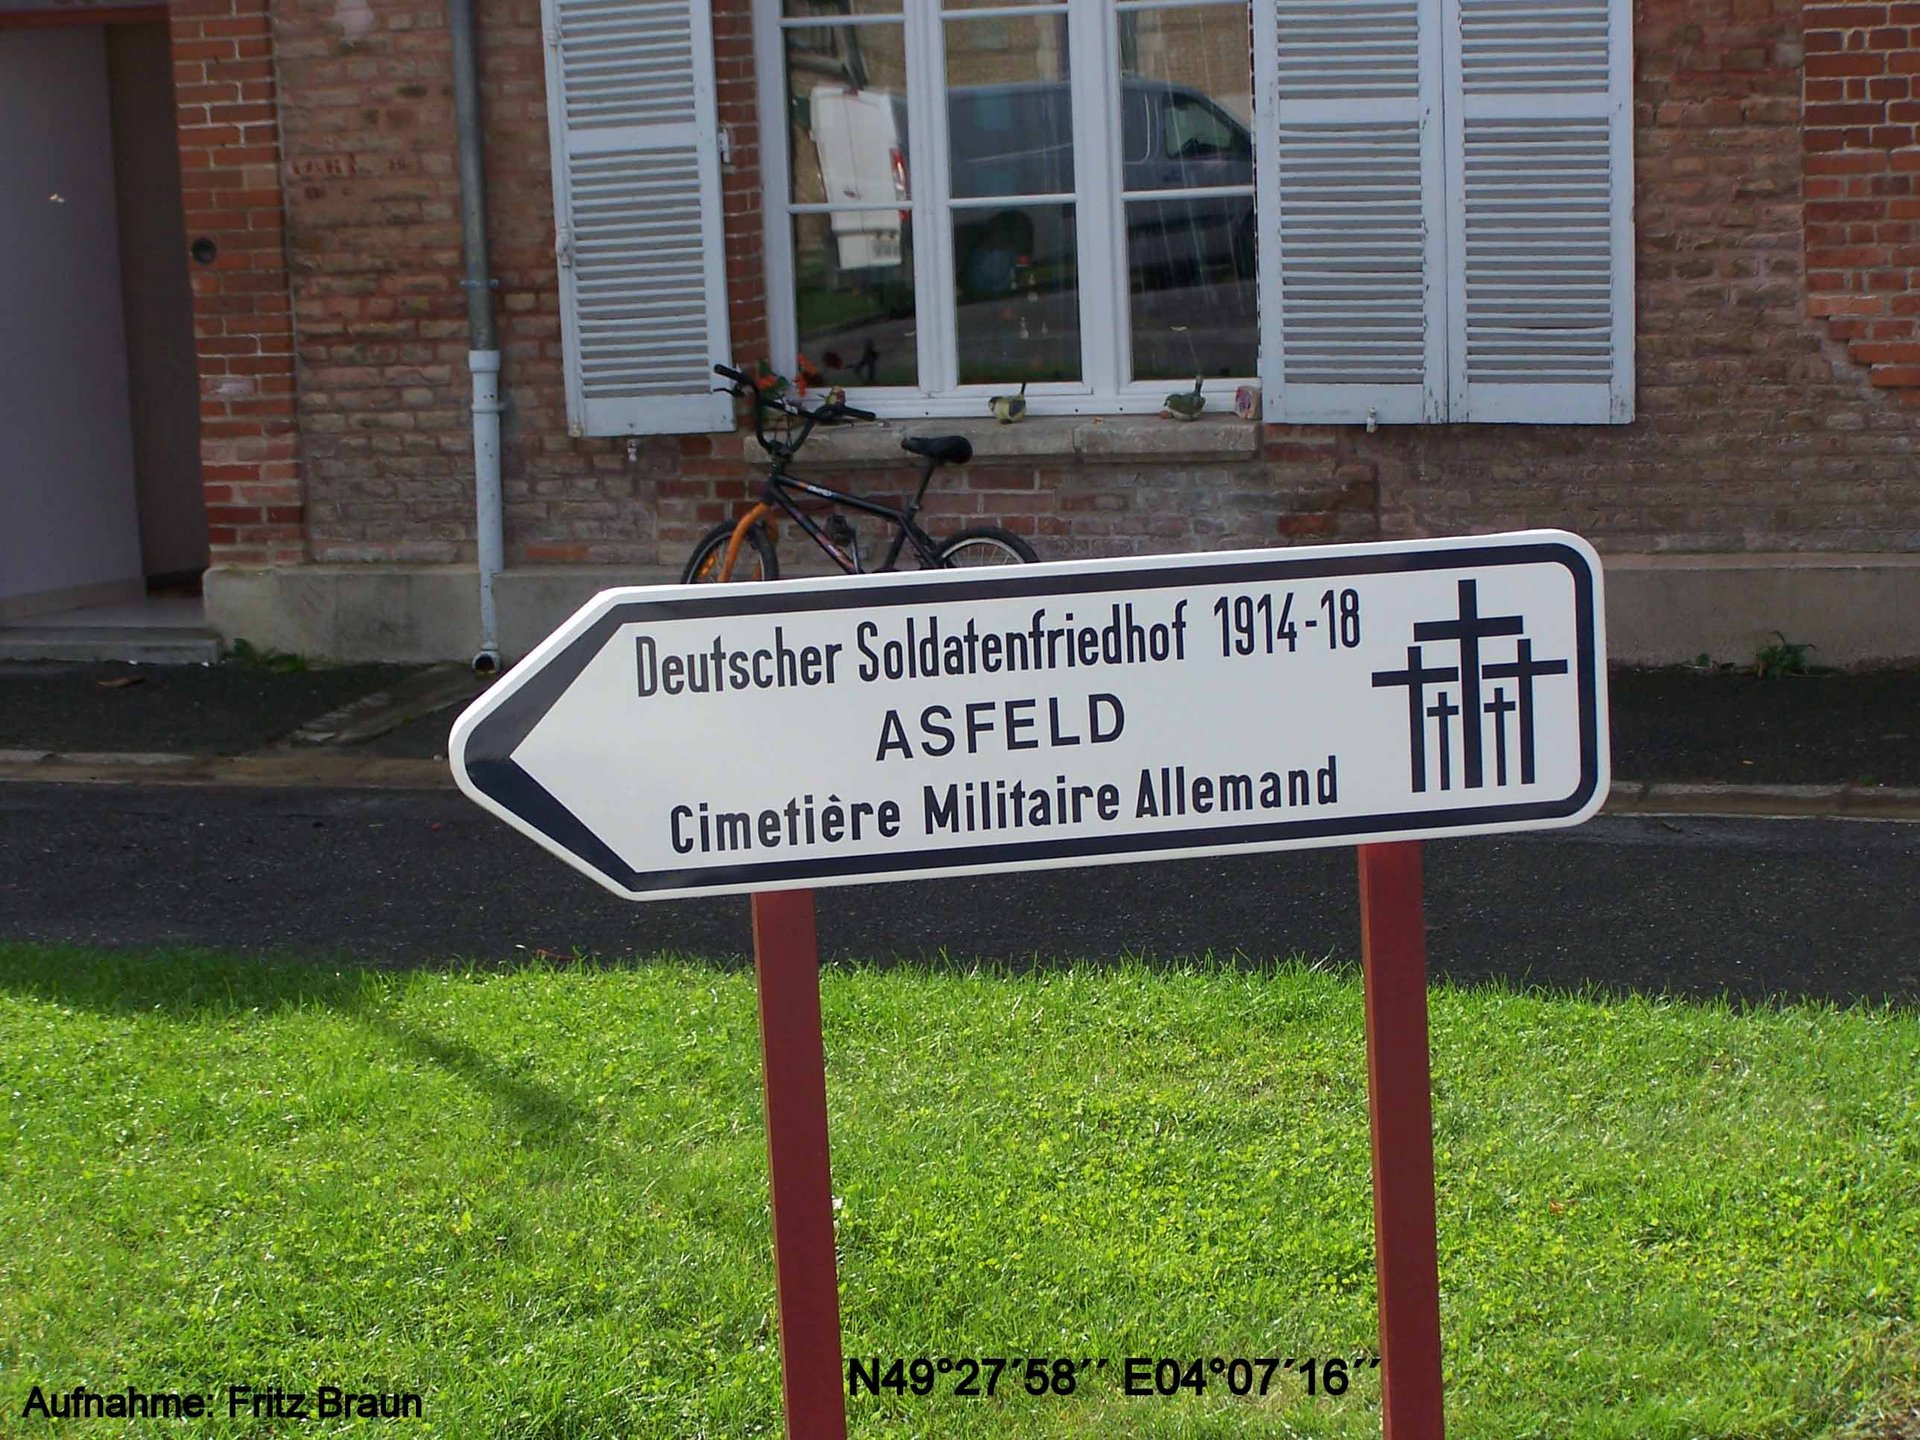 Deutscher Soldatenfriedhof 1914-18
ASFELD
Cimetière Militaire Allemand
N49°27´58´´ E04°07´16´´
Aufnahme: Fritz Braun